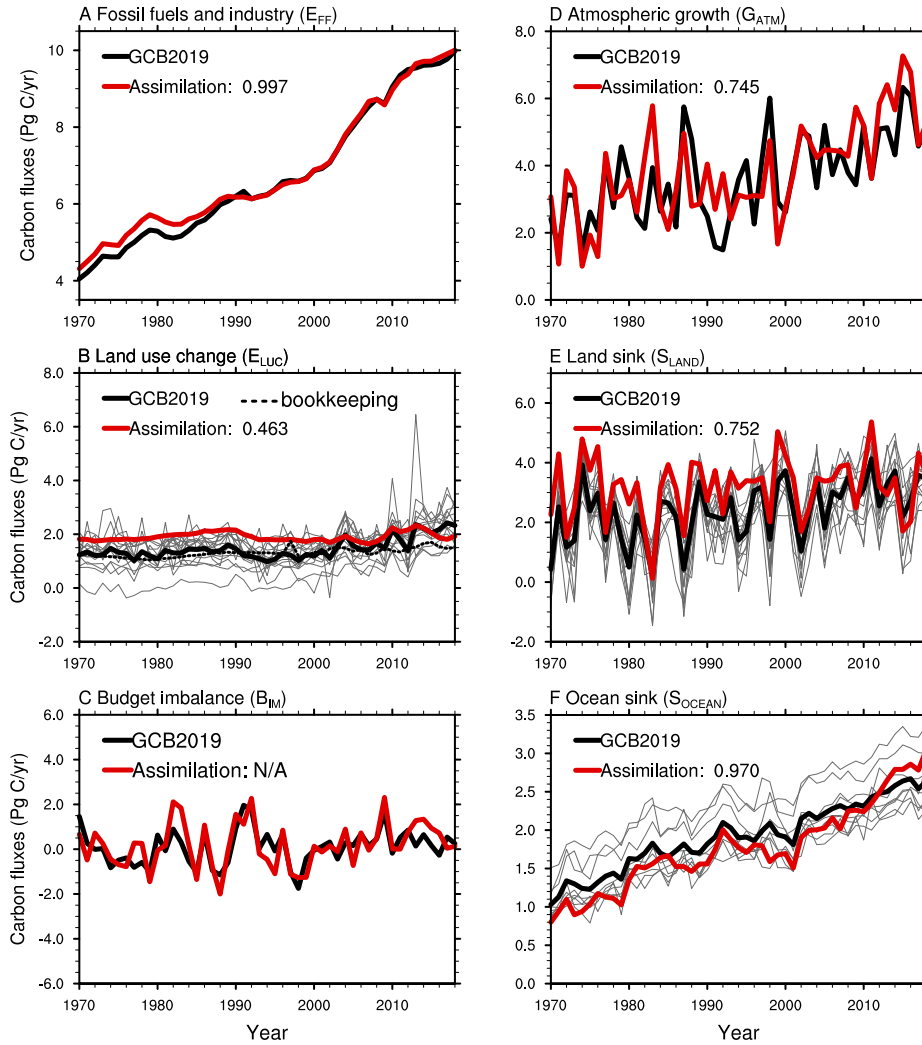 A Fossil fuels and industry (E_FF)
GCB2019
Assimilation: 0.997
Carbon fluxes (Pg C/yr)
10
8
6
4
1970 1980 1990 2000 2010
D Atmospheric growth (G_ATM)
GCB2019
Assimilation: 0.745
8.0
6.0
4.0
2.0
0.0
1970 1980 1990 2000 2010
B Land use change (E_LUC)
GCB2019 bookkeeping
Assimilation: 0.463
Carbon fluxes (Pg C/yr)
8.0
6.0
4.0
2.0
0.0
-2.0
1970 1980 1990 2000 2010
E Land sink (S_LAND)
GCB2019
Assimilation: 0.752
6.0
4.0
2.0
0.0
-2.0
1970 1980 1990 2000 2010
C Budget imbalance (B_IM)
GCB2019
Assimilation: N/A
Carbon fluxes (Pg C/yr)
6.0
4.0
2.0
0.0
-2.0
-4.0
-6.0
1970 1980 1990 2000 2010
Year
F Ocean sink (S_OCEAN)
GCB2019
Assimilation: 0.970
3.5
3.0
2.5
2.0
1.5
1.0
0.5
0.0
1970 1980 1990 2000 2010
Year